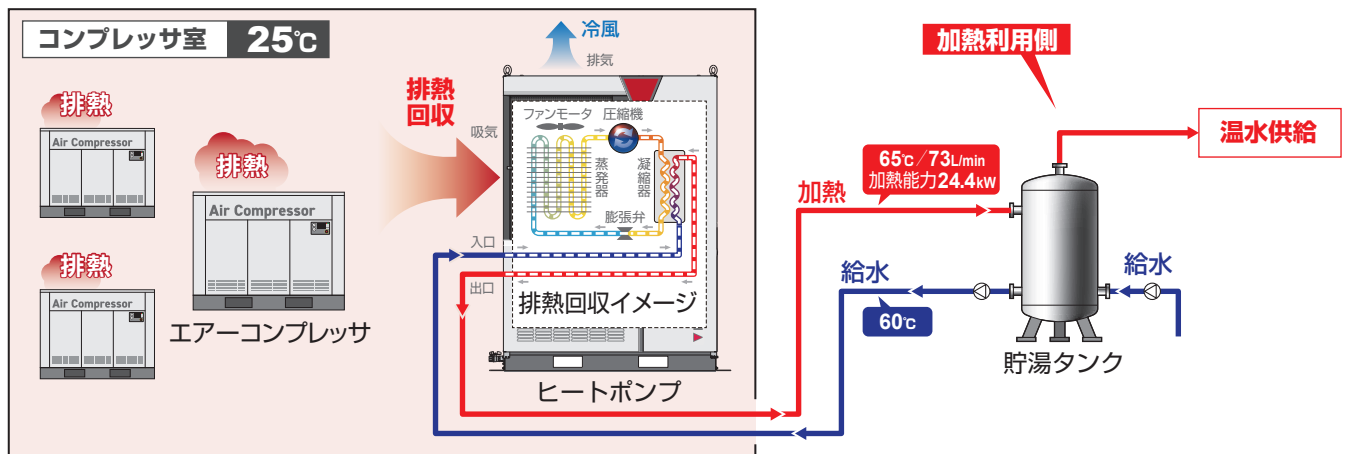 コンプレッサ室 25℃
冷風
排気
加熱利用側
排熱
回収
排熱
Air Compressor
排熱
Air Compressor
排熱
Air Compressor
エアーコンプレッサ
吸気
ファンモータ 圧縮機
蒸発器
凝縮器
膨張弁
入口
出口
排熱回収イメージ
ヒートポンプ
加熱
65℃/73L/min
加熱能力24.4kW
温水供給
給水
60℃
給水
貯湯タンク